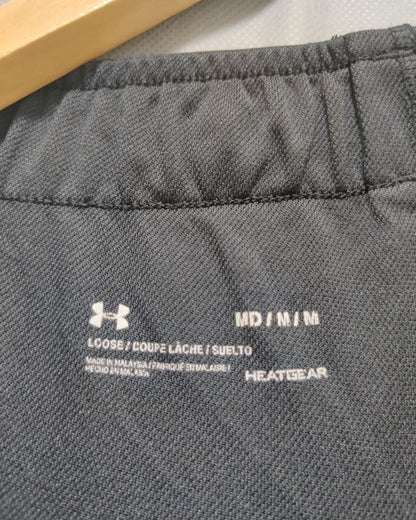 MD / M / M
LOOSE / COUPE LÂCHE / SUELTO
MADE IN MALAYSIA / FABRIQUÉ EN MALAISIE /
HECHO EN MALASIA
HEATGEAR